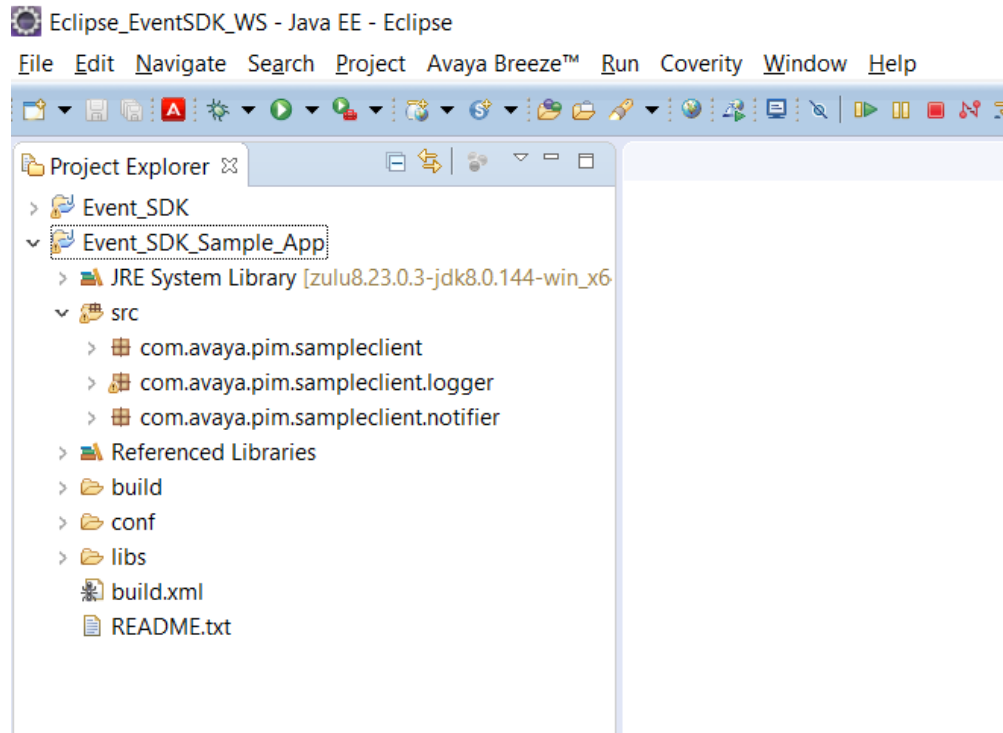 Eclipse_EventSDK_WS - Java EE - Eclipse
File Edit Navigate Search Project Avaya Breeze™ Run Coverity Window Help
Project Explorer
Event_SDK
Event_SDK_Sample_App
JRE System Library [zulu8.23.0.3-jdk8.0.144-win_x6
src
com.avaya.pim.sampleclient
com.avaya.pim.sampleclient.logger
com.avaya.pim.sampleclient.notifier
Referenced Libraries
build
conf
libs
build.xml
README.txt